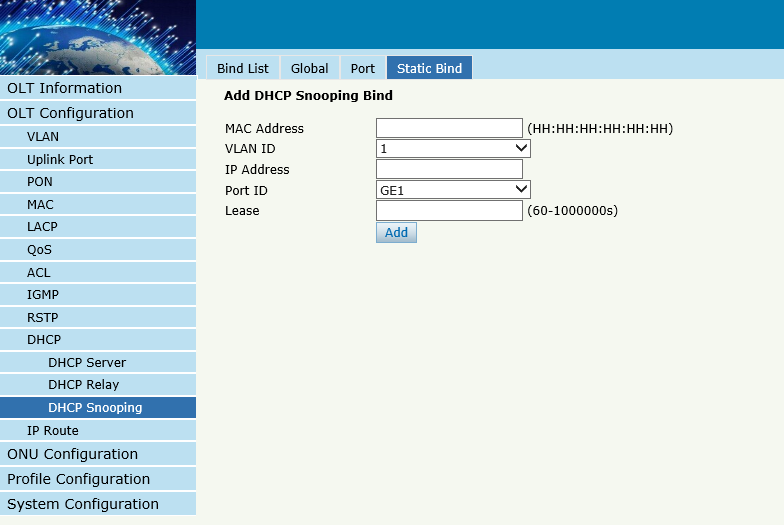 Bind List Global Port Static Bind
OLT Information
OLT Configuration
VLAN
Uplink Port
PON
MAC
LACP
QoS
ACL
IGMP
RSTP
DHCP
DHCP Server
DHCP Relay
DHCP Snooping
IP Route
ONU Configuration
Profile Configuration
System Configuration
Add DHCP Snooping Bind
MAC Address (HH:HH:HH:HH:HH:HH)
VLAN ID 1
IP Address
Port ID GE1
Lease (60-1000000s)
Add